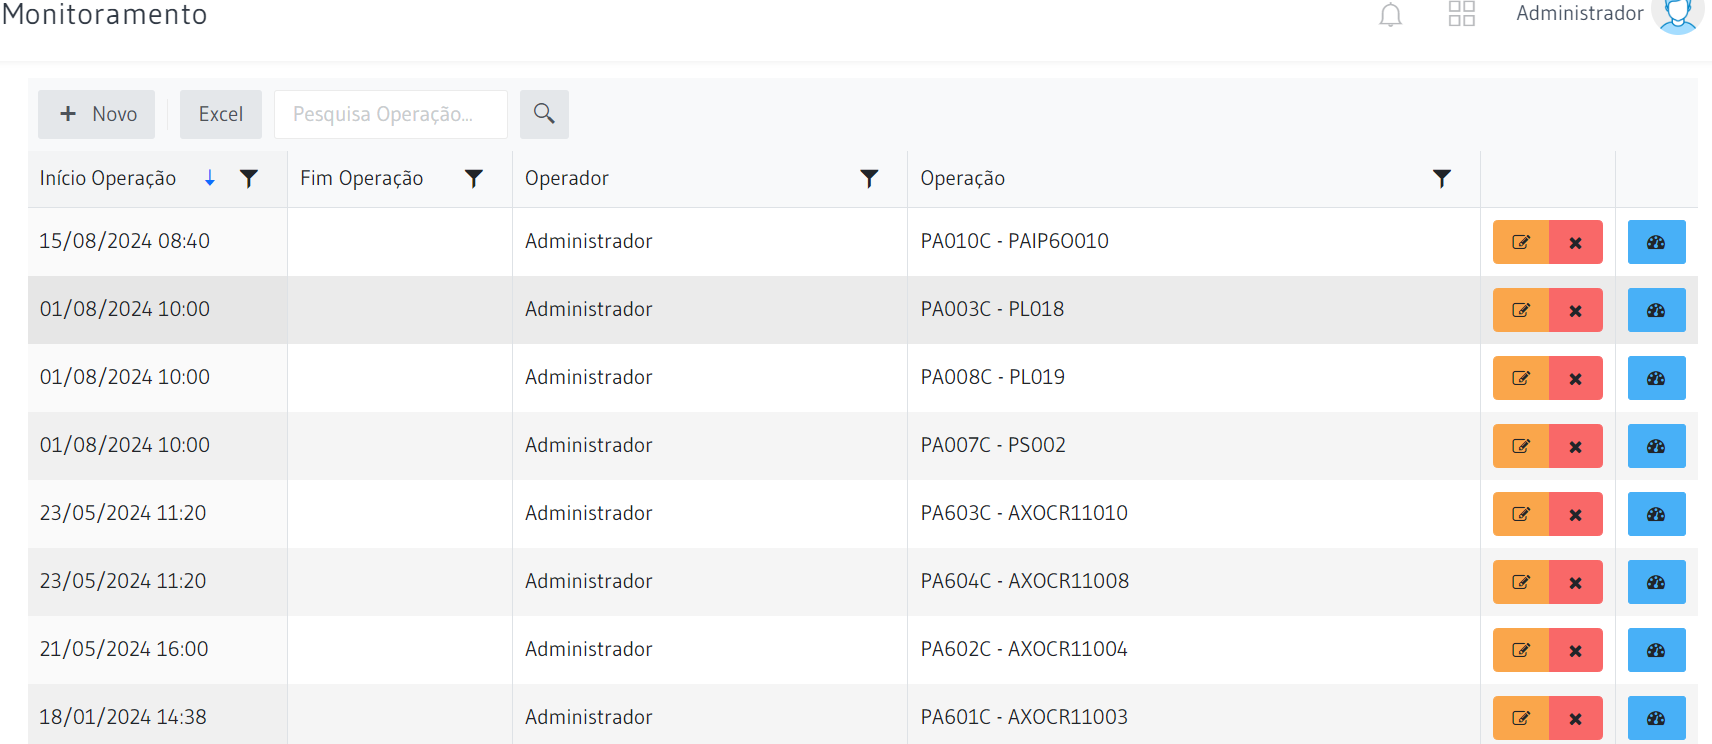 Monitoramento
Administrador
+ Novo
Excel
Pesquisa Operação...
Início Operação ↓ Fim Operação Operador Operação
15/08/2024 08:40 Administrador PA010C - PAIP6O010
01/08/2024 10:00 Administrador PA003C - PL018
01/08/2024 10:00 Administrador PA008C - PL019
01/08/2024 10:00 Administrador PA007C - PS002
23/05/2024 11:20 Administrador PA603C - AXOCR11010
23/05/2024 11:20 Administrador PA604C - AXOCR11008
21/05/2024 16:00 Administrador PA602C - AXOCR11004
18/01/2024 14:38 Administrador PA601C - AXOCR11003